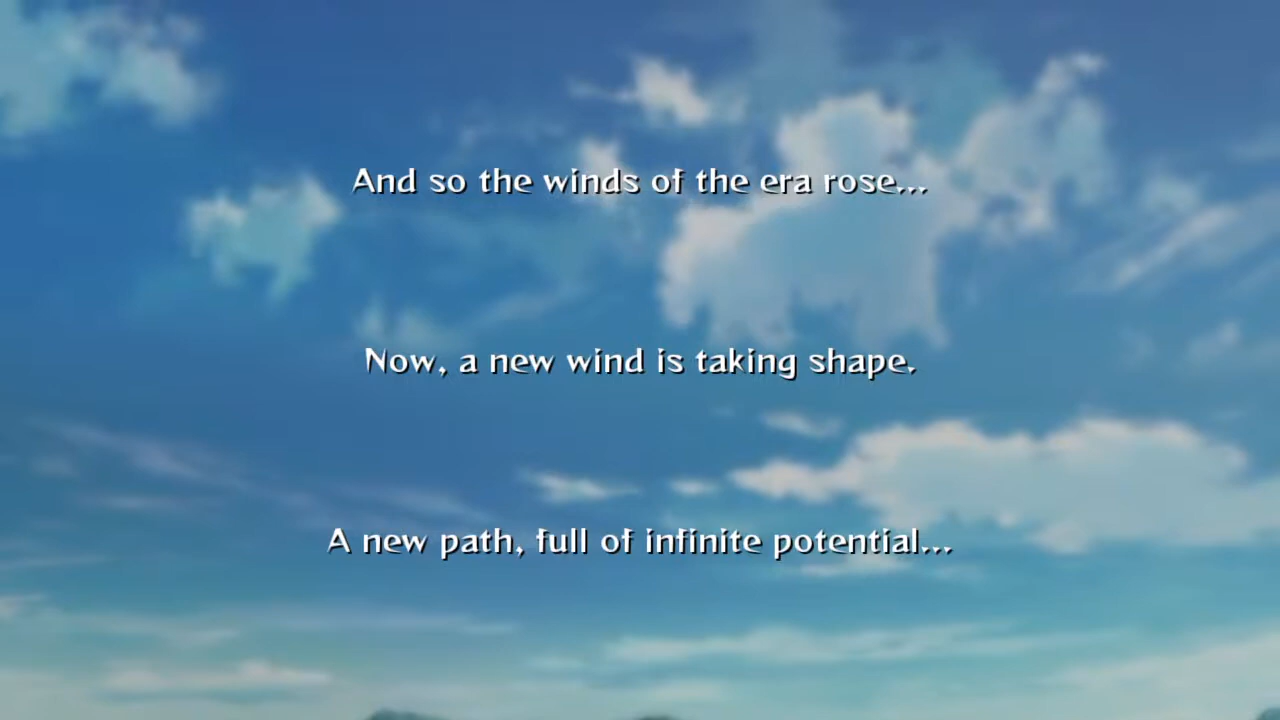 And so the winds of the era rose...
Now, a new wind is taking shape.
A new path, full of infinite potential...